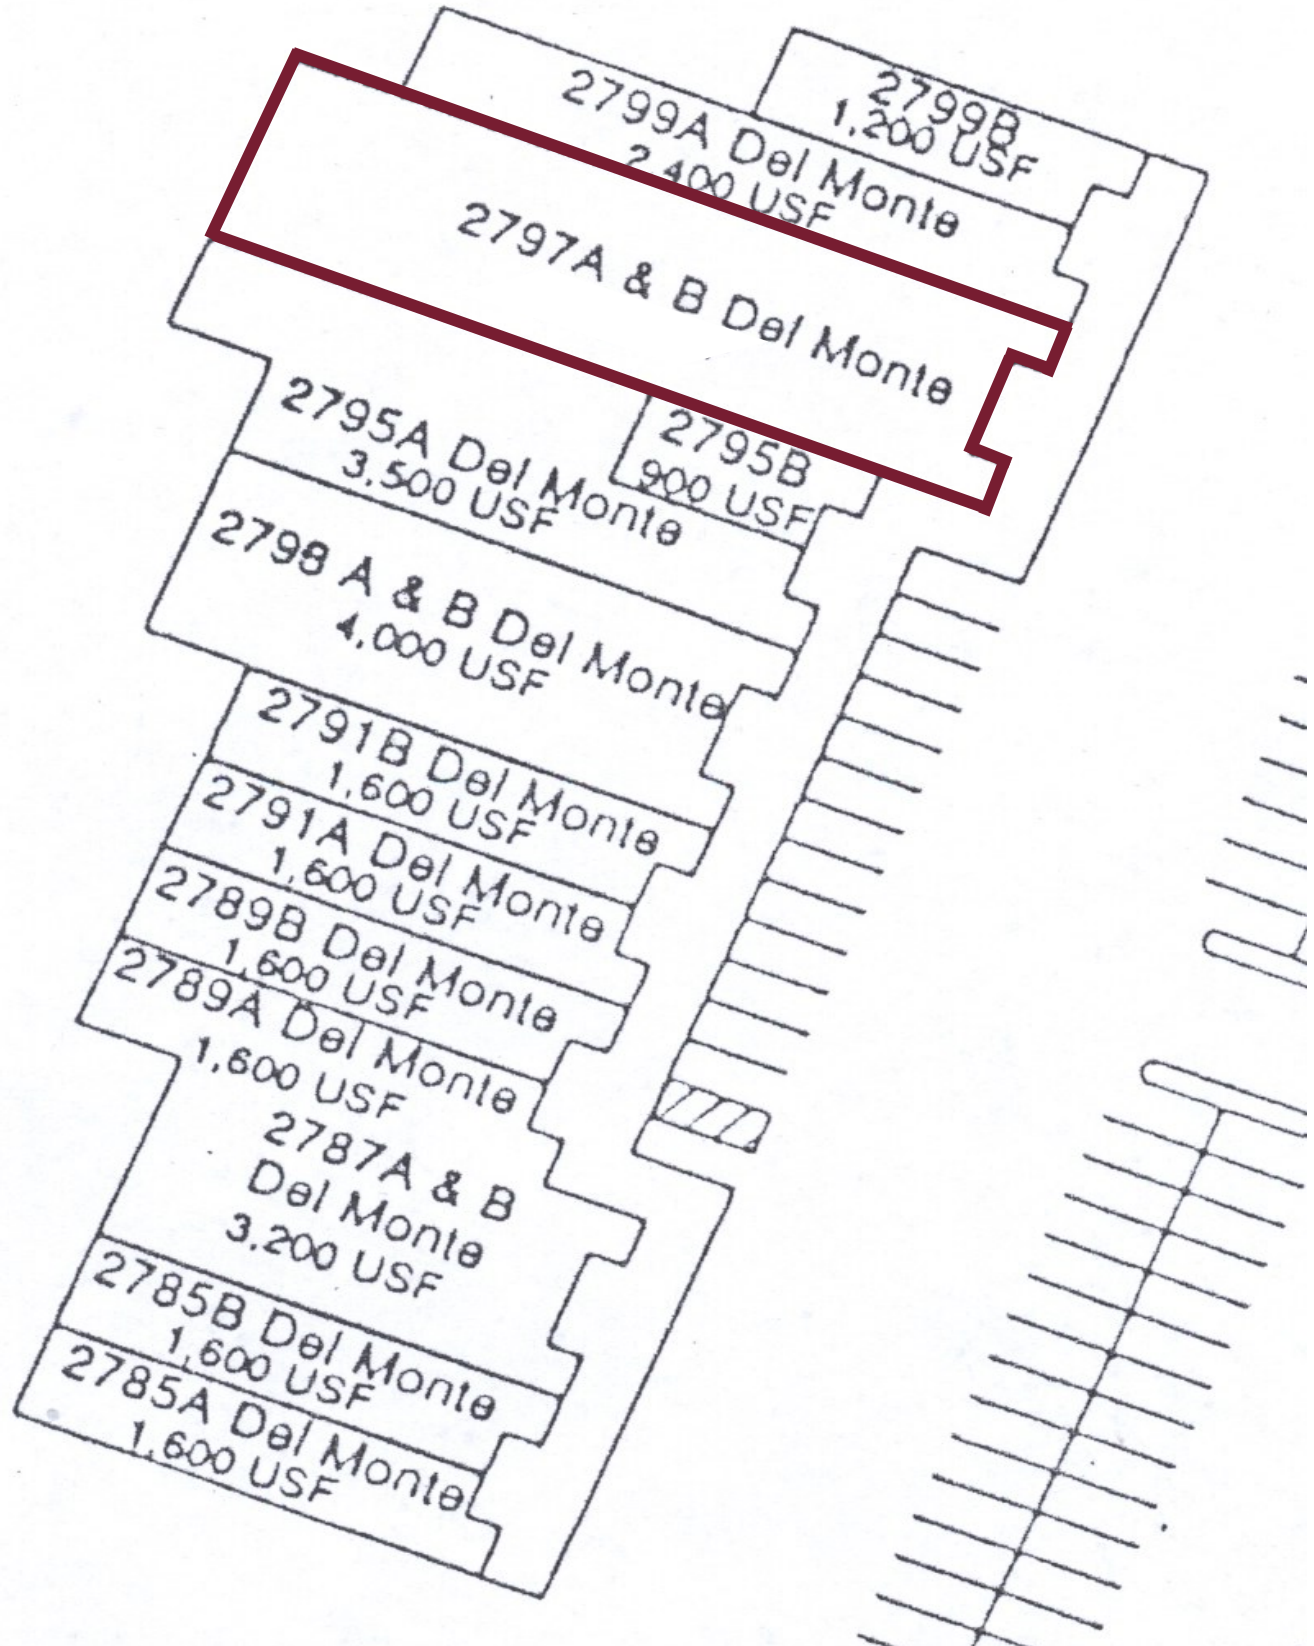 2799B
1,200 USF
2799A Del Monte
2,400 USF
2797A & B Del Monte
2795B
900 USF
2795A Del Monte
3,500 USF
2798 A & B Del Monte
4,000 USF
2791B Del Monte
1,600 USF
2791A Del Monte
1,600 USF
2789B Del Monte
1,600 USF
2789A Del Monte
1,600 USF
2787A & B
Del Monte
3,200 USF
2785B Del Monte
1,600 USF
2785A Del Monte
1,600 USF